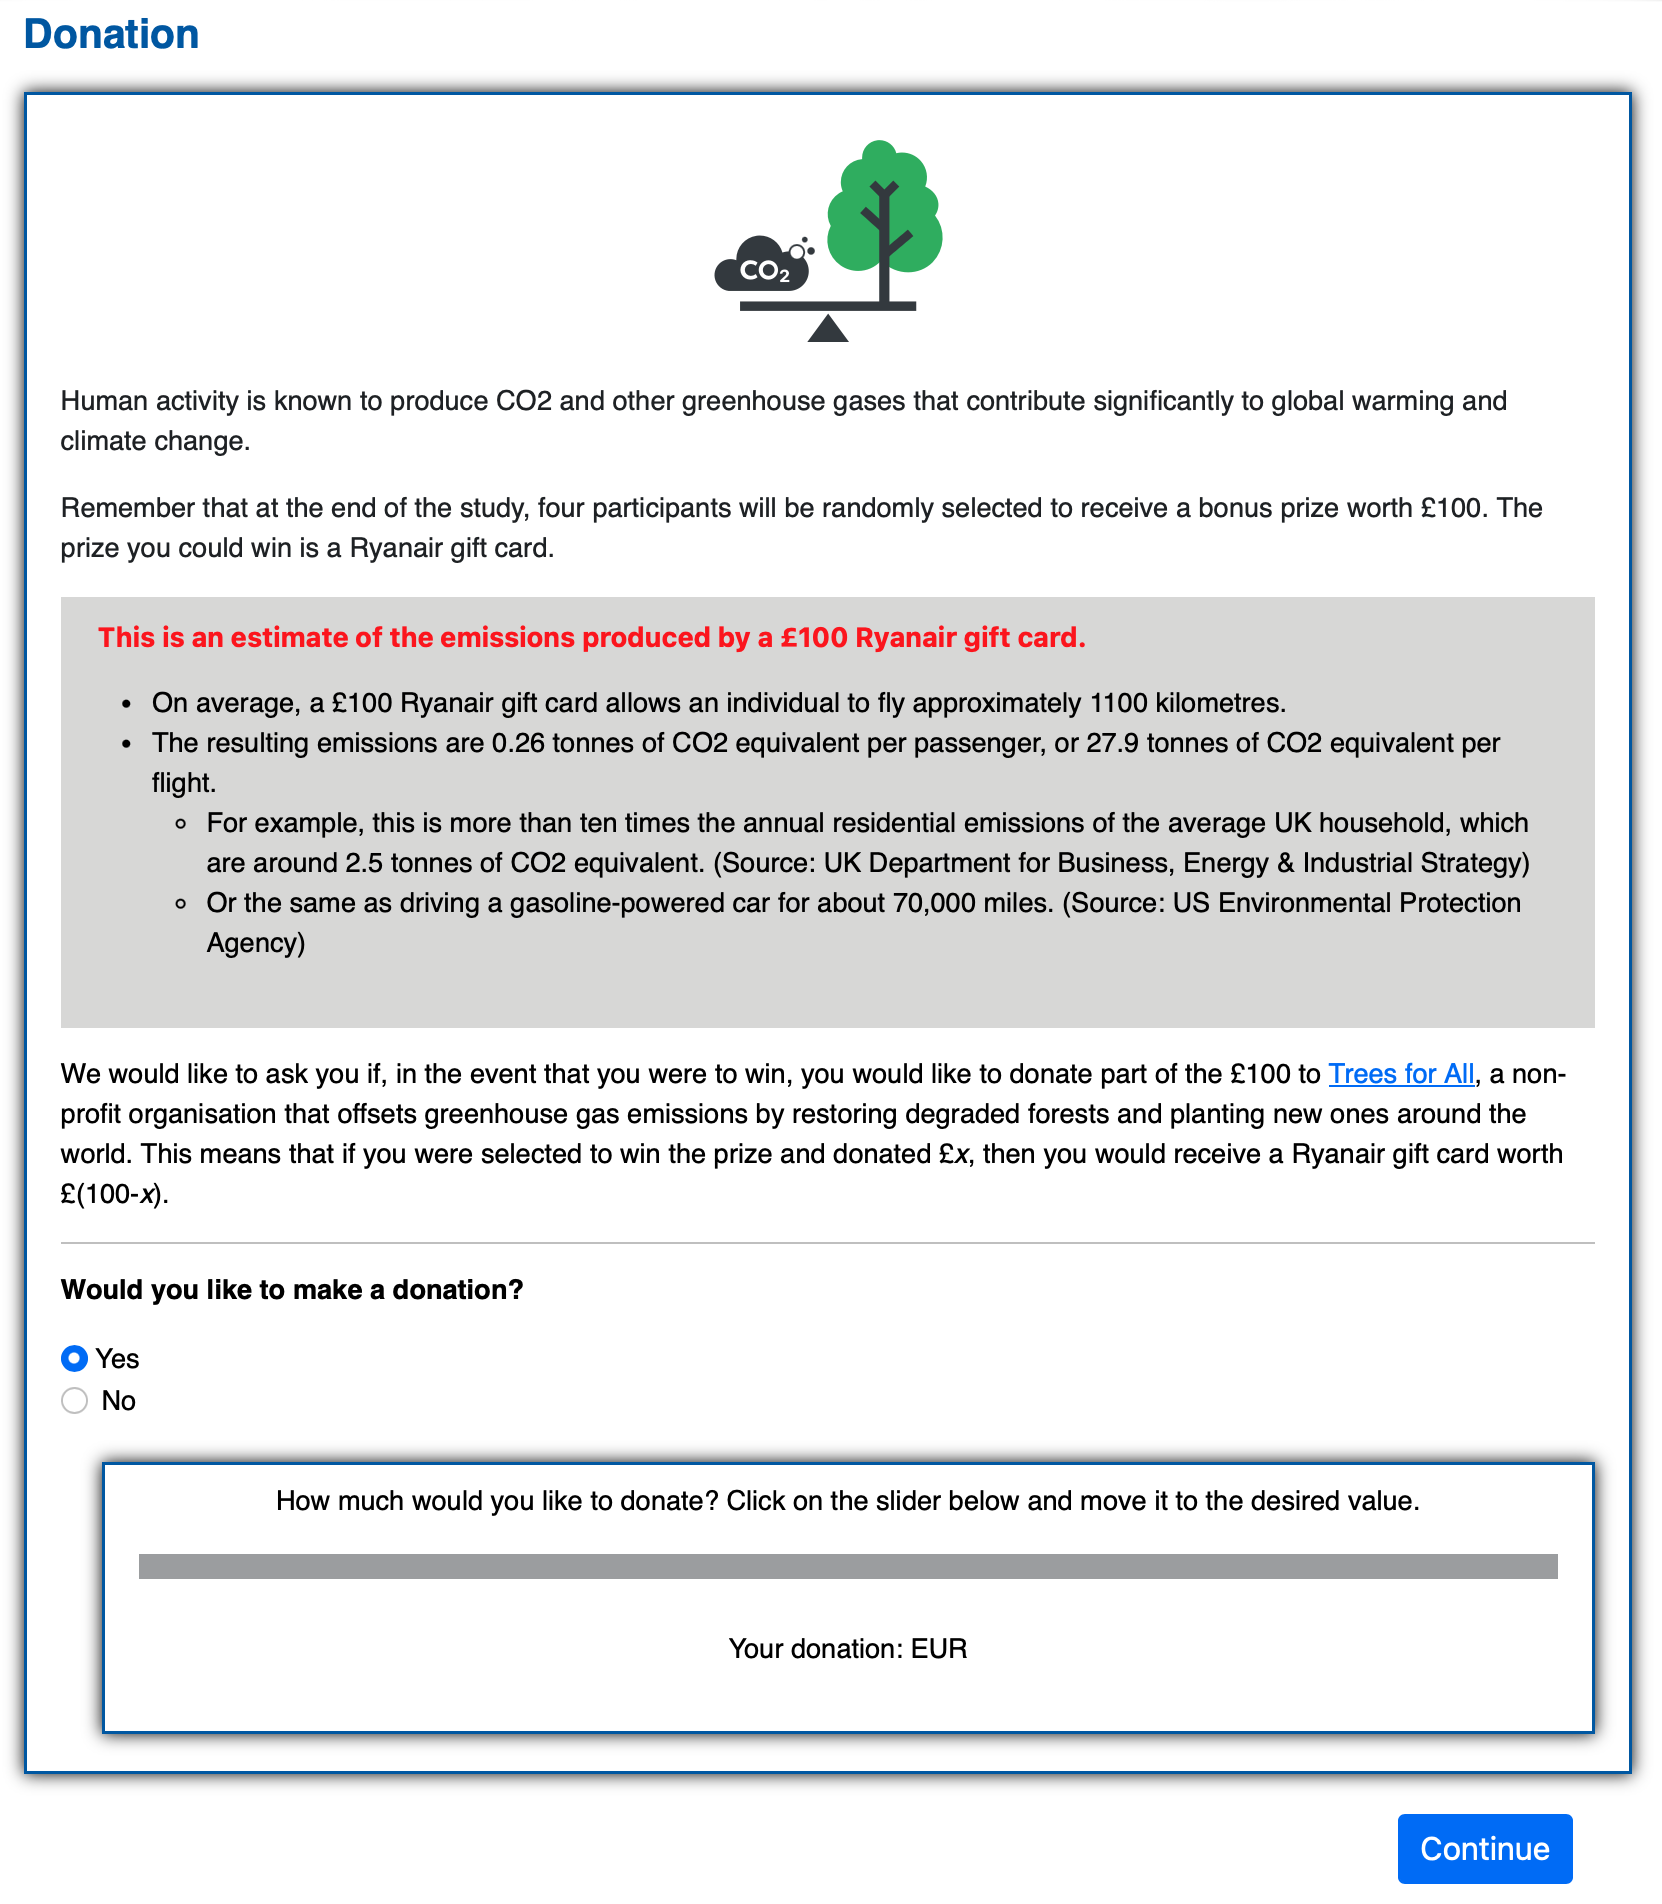 Donation
CO2
Human activity is known to produce CO2 and other greenhouse gases that contribute significantly to global warming and
climate change.
Remember that at the end of the study, four participants will be randomly selected to receive a bonus prize worth £100. The
prize you could win is a Ryanair gift card.
This is an estimate of the emissions produced by a £100 Ryanair gift card.
• On average, a £100 Ryanair gift card allows an individual to fly approximately 1100 kilometres.
• The resulting emissions are 0.26 tonnes of CO2 equivalent per passenger, or 27.9 tonnes of CO2 equivalent per
flight.
◦ For example, this is more than ten times the annual residential emissions of the average UK household, which
are around 2.5 tonnes of CO2 equivalent. (Source: UK Department for Business, Energy & Industrial Strategy)
◦ Or the same as driving a gasoline-powered car for about 70,000 miles. (Source: US Environmental Protection
Agency)
We would like to ask you if, in the event that you were to win, you would like to donate part of the £100 to Trees for All, a non-
profit organisation that offsets greenhouse gas emissions by restoring degraded forests and planting new ones around the
world. This means that if you were selected to win the prize and donated £x, then you would receive a Ryanair gift card worth
£(100-x).
Would you like to make a donation?
Yes
No
How much would you like to donate? Click on the slider below and move it to the desired value.
Your donation: EUR
Continue